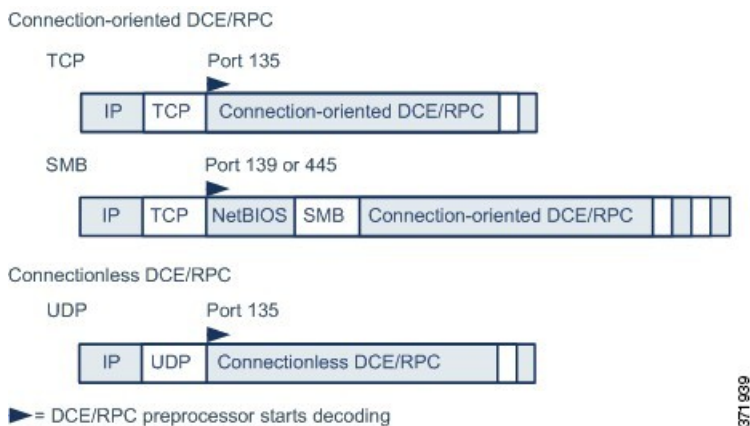 Connection-oriented DCE/RPC
TCP Port 135
IP TCP Connection-oriented DCE/RPC
SMB Port 139 or 445
IP TCP NetBIOS SMB Connection-oriented DCE/RPC
Connectionless DCE/RPC
UDP Port 135
IP UDP Connectionless DCE/RPC
= DCE/RPC preprocessor starts decoding
371939